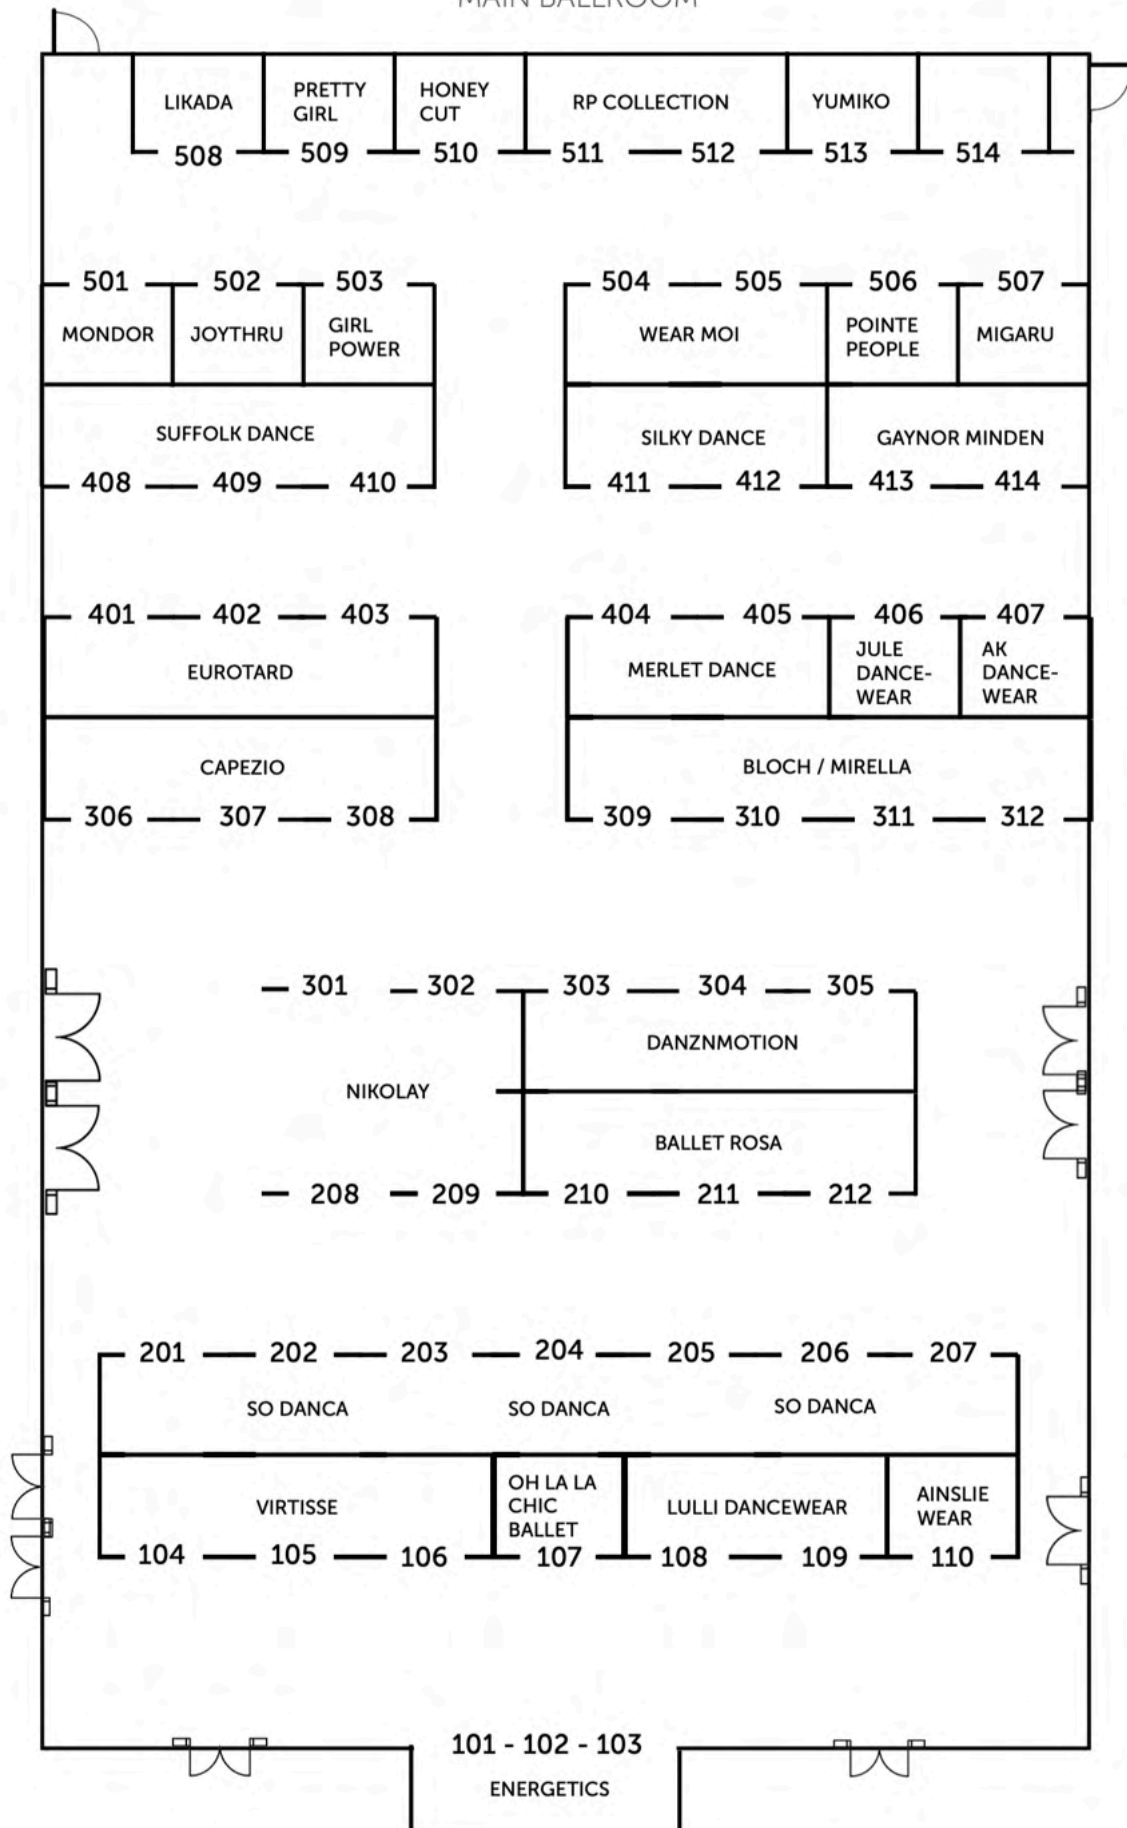 MAIN BALLROOM
LIKADA
PRETTY
GIRL
HONEY
CUT
RP COLLECTION
YUMIKO
508 509 510 511 512 513 514
501 502 503 504 505 506 507
MONDOR
JOYTHRU
GIRL
POWER
WEAR MOI
POINTE
PEOPLE
MIGARU
SUFFOLK DANCE
SILKY DANCE
GAYNOR MINDEN
408 409 410 411 412 413 414
401 402 403 404 405 406 407
EUROTARD
MERLET DANCE
JULE
DANCE-
WEAR
AK
DANCE-
WEAR
CAPEZIO
BLOCH / MIRELLA
306 307 308 309 310 311 312
301 302 303 304 305
DANZNMOTION
NIKOLAY
BALLET ROSA
208 209 210 211 212
201 202 203 204 205 206 207
SO DANCA SO DANCA SO DANCA
VIRTISSE
OH LA LA
CHIC
BALLET
LULLI DANCEWEAR
AINSLIE
WEAR
104 105 106 107 108 109 110
101 - 102 - 103
ENERGETICS